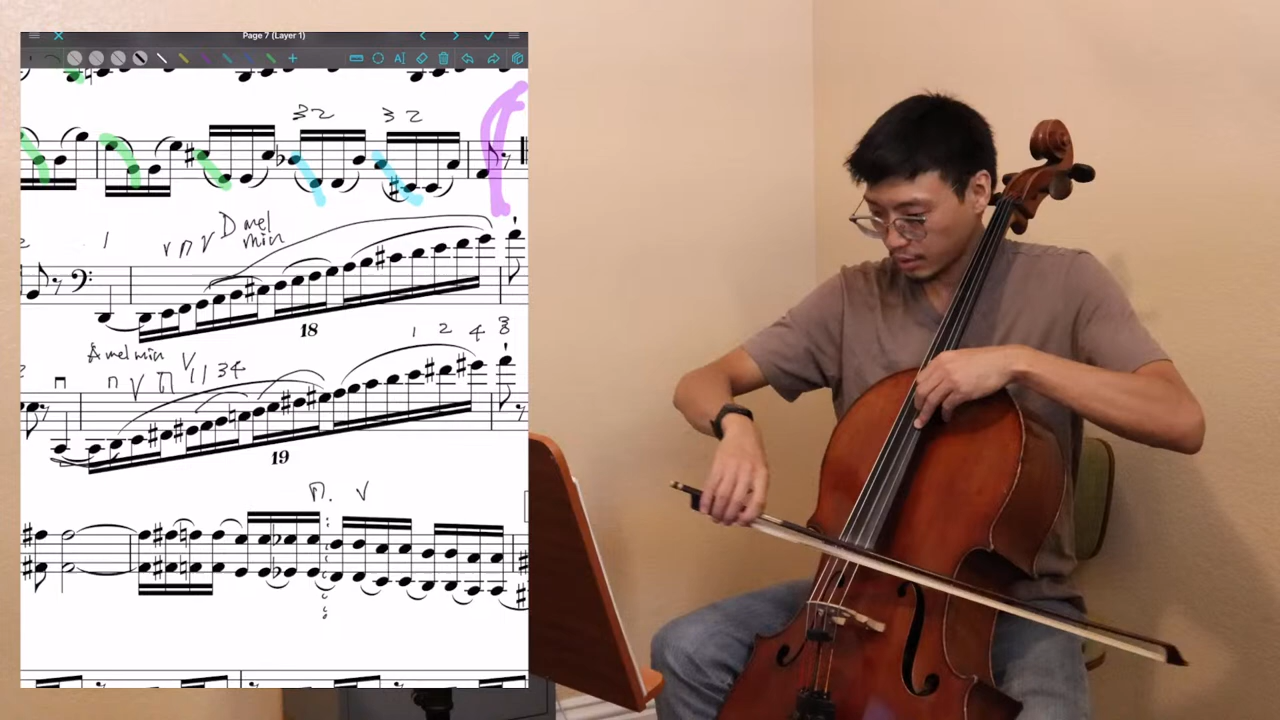 Page 7 (Layer 1)
A
3 2 3 2
1
D mel
min
18
1 2 4 3
A mel min
1 1 3 4
19